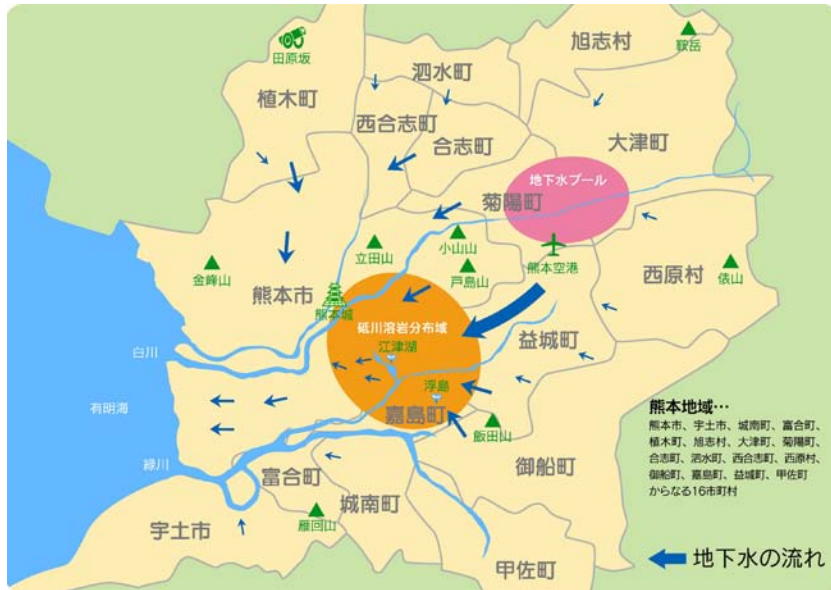 旭志村
鞍岳
田原坂
泗水町
植木町
西合志町
合志町
大津町
地下水プール
菊陽町
小山山
立田山
戸島山
熊本空港
西原村
俵山
金峰山
熊本市
熊本城
砥川溶岩分布域
江津湖
益城町
白川
浮島
有明海
嘉島町
飯田山
緑川
御船町
富合町
城南町
宇土市
雁回山
甲佐町
熊本地域…
熊本市、宇土市、城南町、富合町、
植木町、旭志村、大津町、菊陽町、
合志町、泗水町、西合志町、西原村、
御船町、嘉島町、益城町、甲佐町
からなる16市町村
地下水の流れ